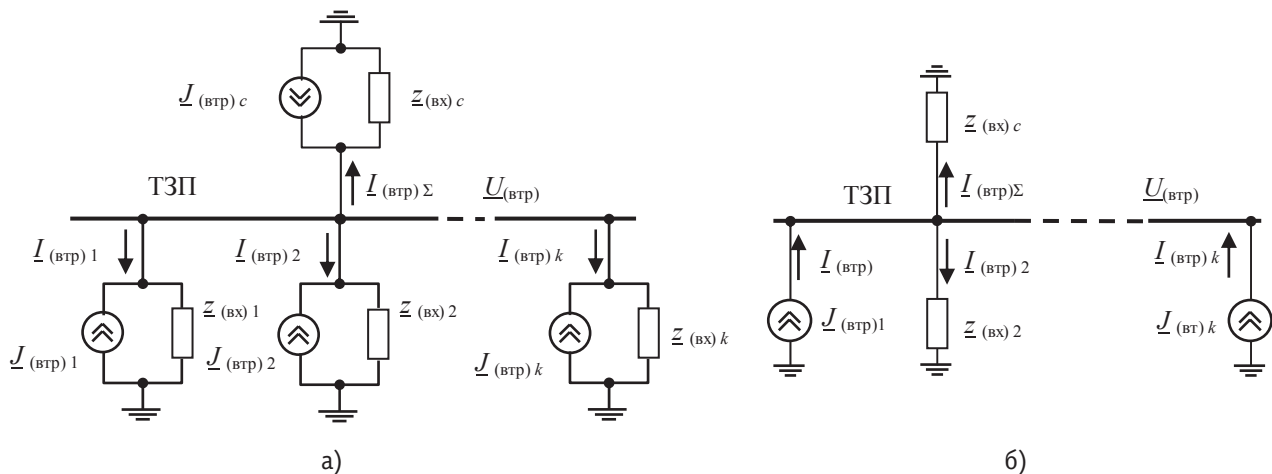 J (втр) c
z (вх) c
ТЗП
I (втр) Σ
U (втр)
I (втр) 1
I (втр) 2
I (втр) k
z (вх) 1
z (вх) 2
z (вх) k
J (втр) 1
J (втр) 2
J (втр) k
а)
z (вх) c
ТЗП
I (втр)Σ
U (втр)
I (втр)
I (втр) 2
I (втр) k
J (втр)1
z (вх) 2
J (вт) k
б)